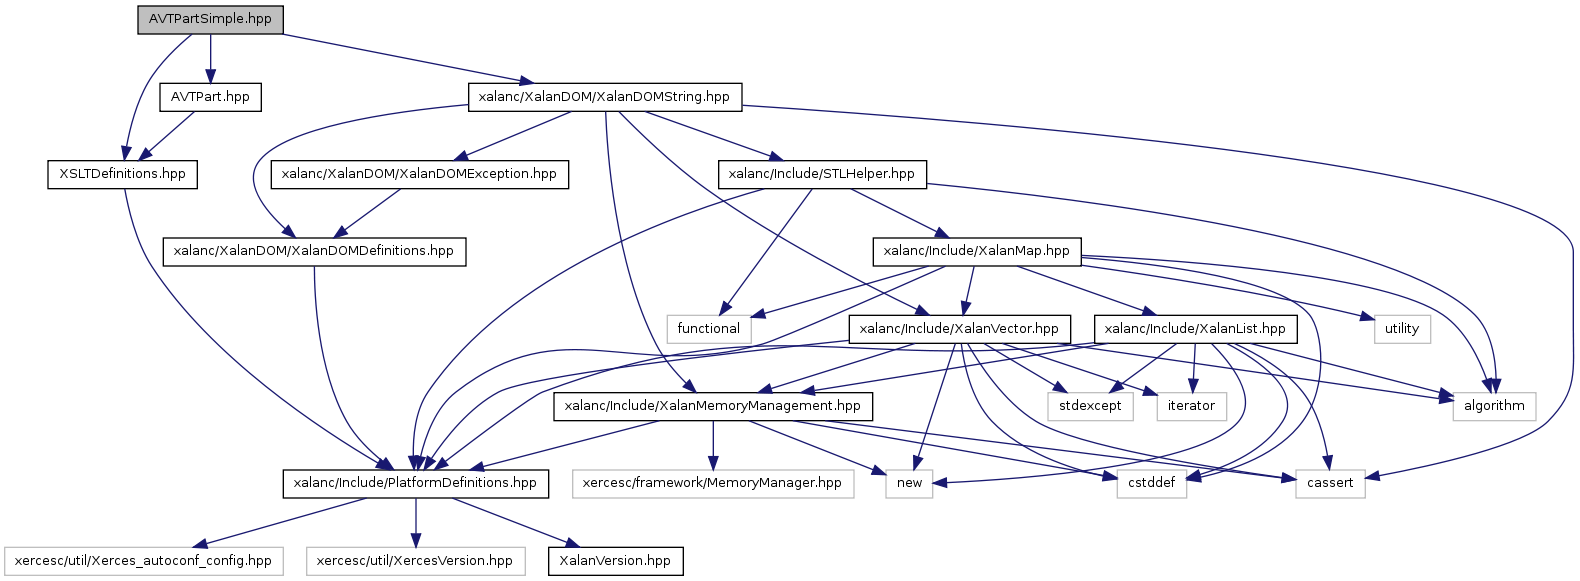 AVTPartSimple.hpp
AVTPart.hpp
xalanc/XalanDOM/XalanDOMString.hpp
XSLTDefinitions.hpp
xalanc/XalanDOM/XalanDOMException.hpp
xalanc/Include/STLHelper.hpp
xalanc/XalanDOM/XalanDOMDefinitions.hpp
xalanc/Include/XalanMap.hpp
functional
xalanc/Include/XalanVector.hpp
xalanc/Include/XalanList.hpp
utility
xalanc/Include/XalanMemoryManagement.hpp
stdexcept
iterator
algorithm
xalanc/Include/PlatformDefinitions.hpp
xercesc/framework/MemoryManager.hpp
new
cstddef
cassert
xercesc/util/Xerces_autoconf_config.hpp
xercesc/util/XercesVersion.hpp
XalanVersion.hpp